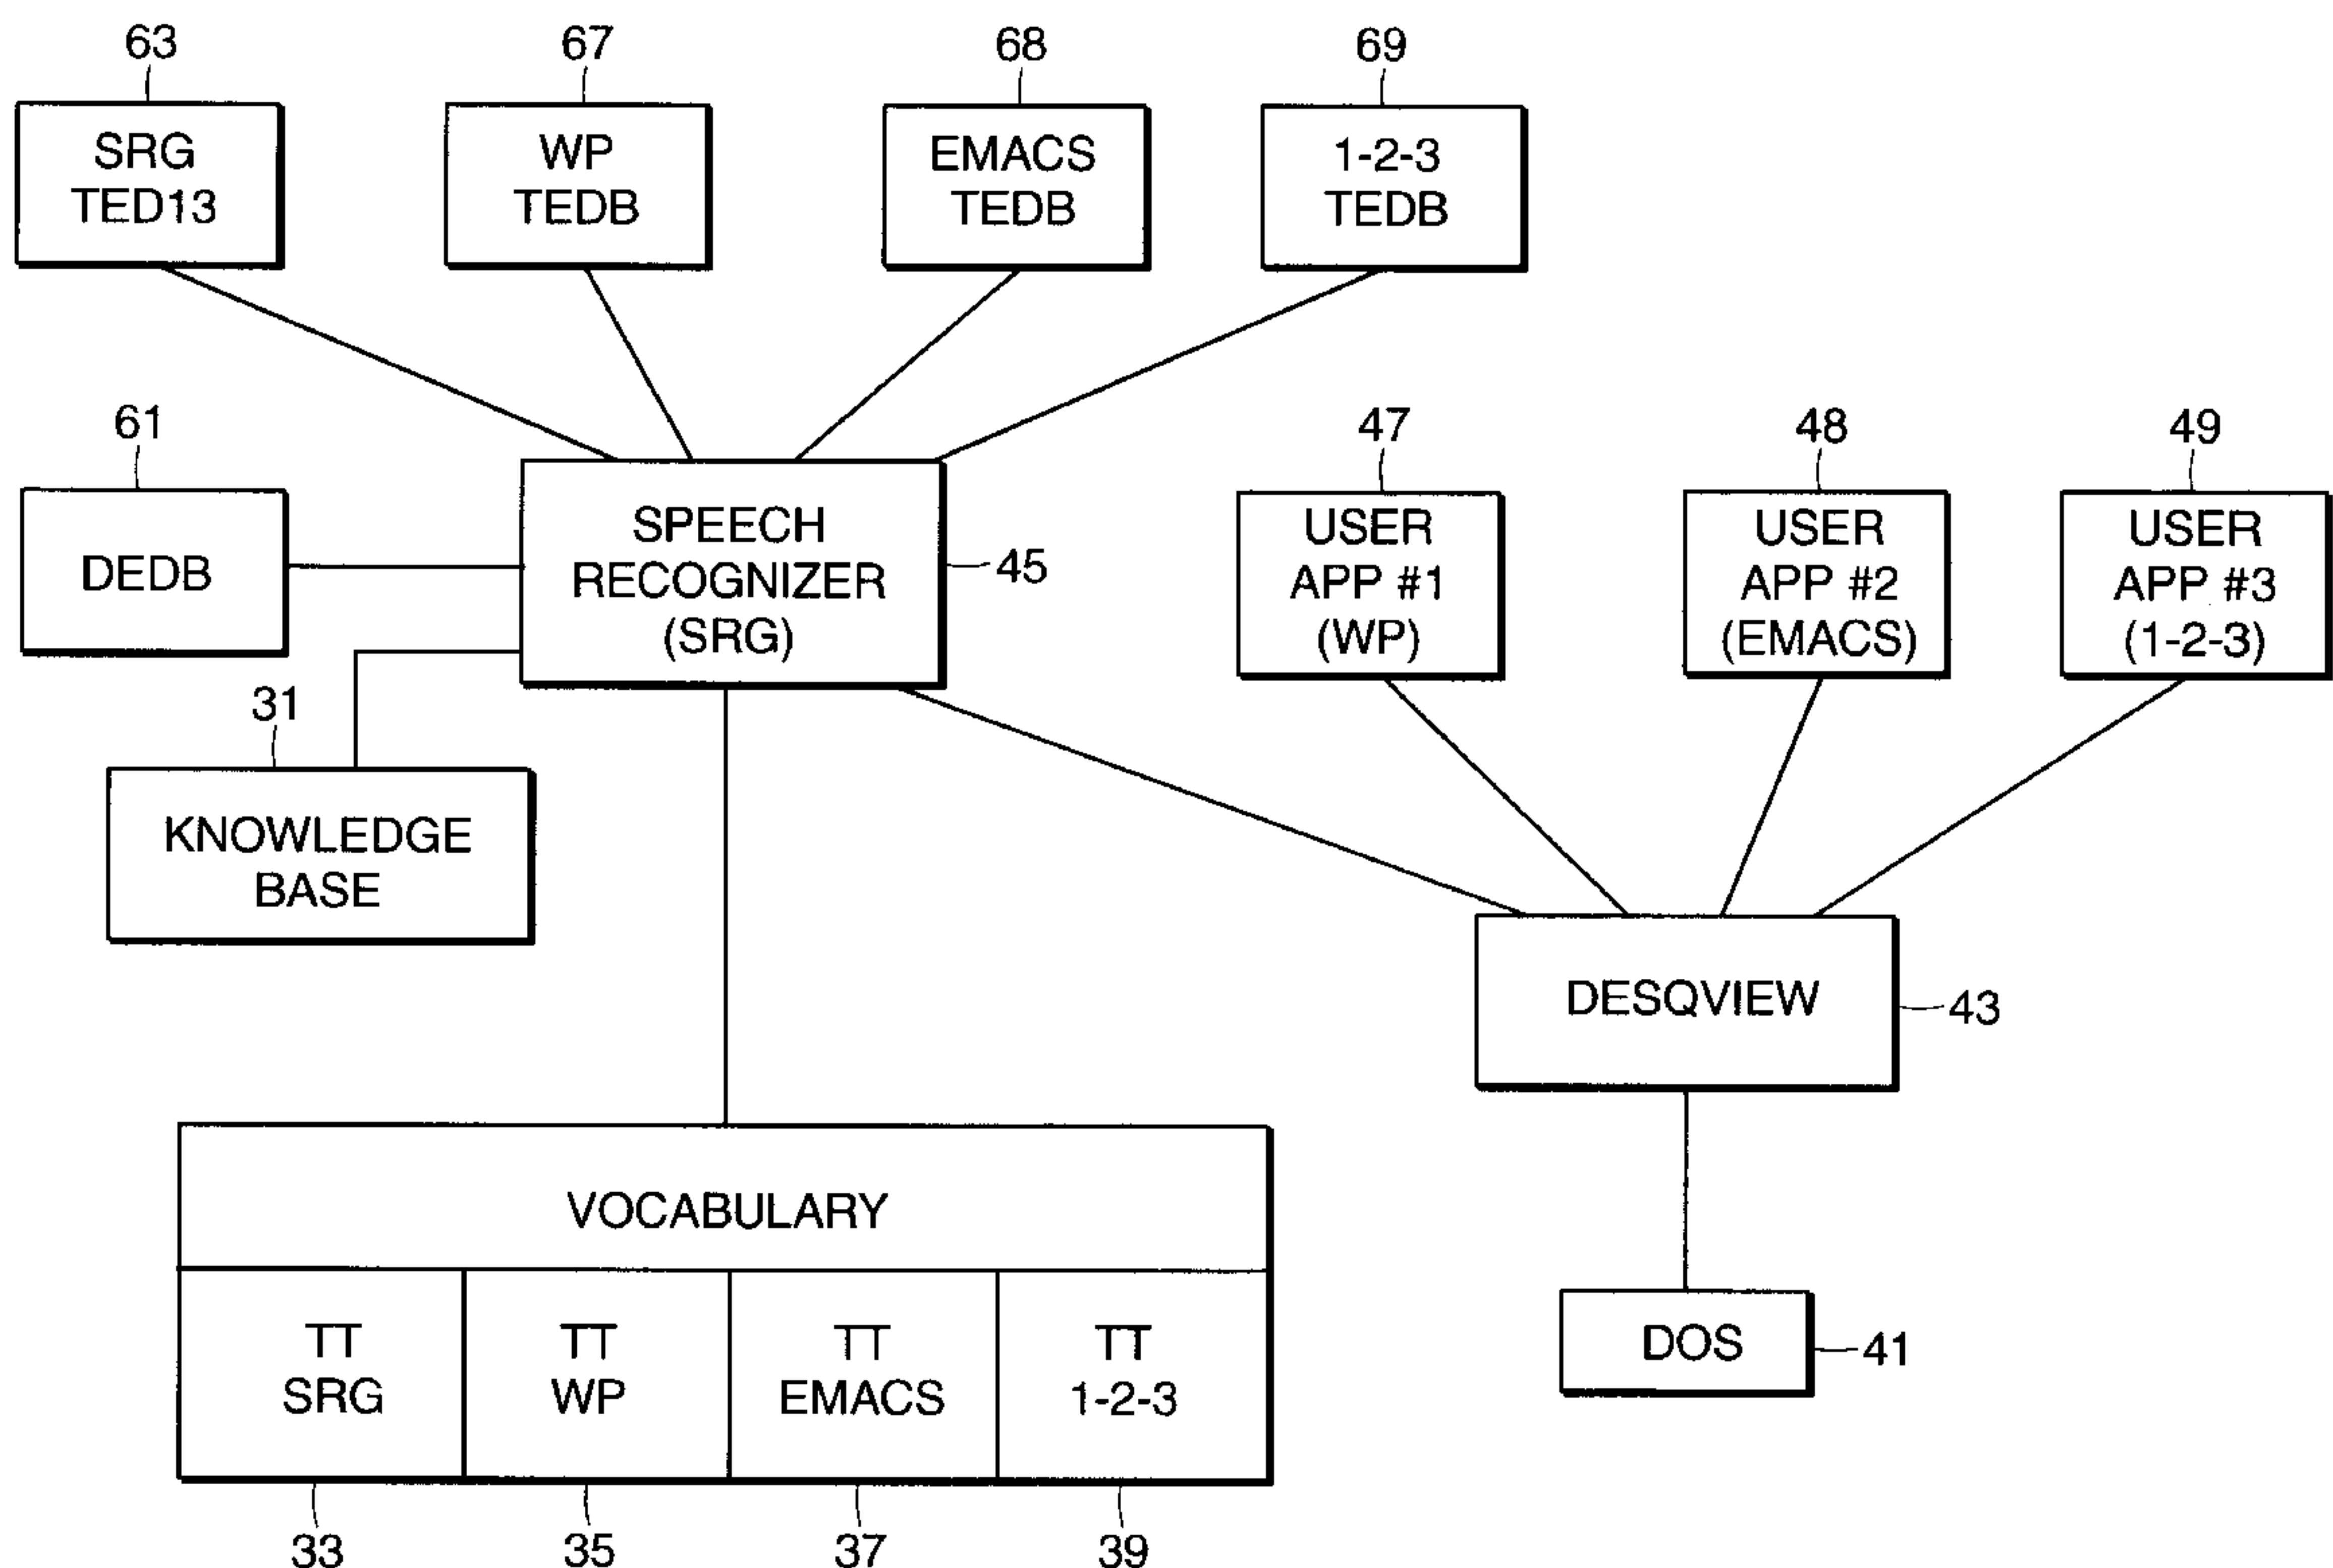 63
67
68
69
SRG
TED13
WP
TEDB
EMACS
TEDB
1-2-3
TEDB
61
47
48
49
DEDB
SPEECH
RECOGNIZER
(SRG)
45
USER
APP #1
(WP)
USER
APP #2
(EMACS)
USER
APP #3
(1-2-3)
31
KNOWLEDGE
BASE
DESQVIEW
43
VOCABULARY
TT
SRG
TT
WP
TT
EMACS
TT
1-2-3
DOS
41
33
35
37
39